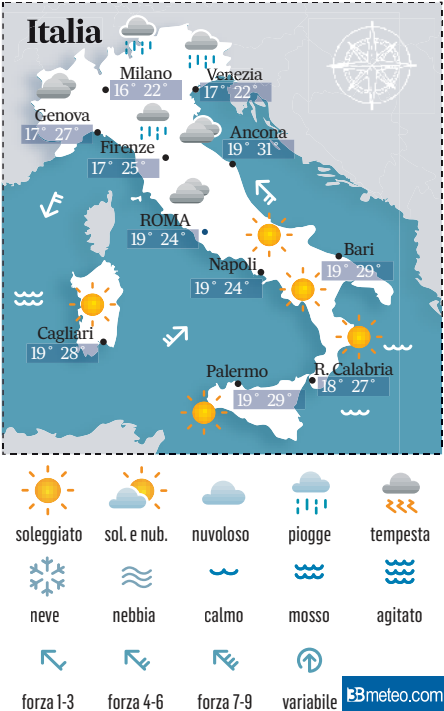 Italia
Milano
16° 22°
Venezia
17° 22°
Genova
17° 27°
Firenze
17° 25°
Ancona
19° 31°
ROMA
19° 24°
Napoli
19° 24°
Bari
19° 29°
Cagliari
19° 28°
Palermo
19° 29°
R. Calabria
18° 27°
soleggiato sol. e nub. nuvoloso piogge tempesta
neve nebbia calmo mosso agitato
forza 1-3 forza 4-6 forza 7-9 variabile
3Bmeteo.com